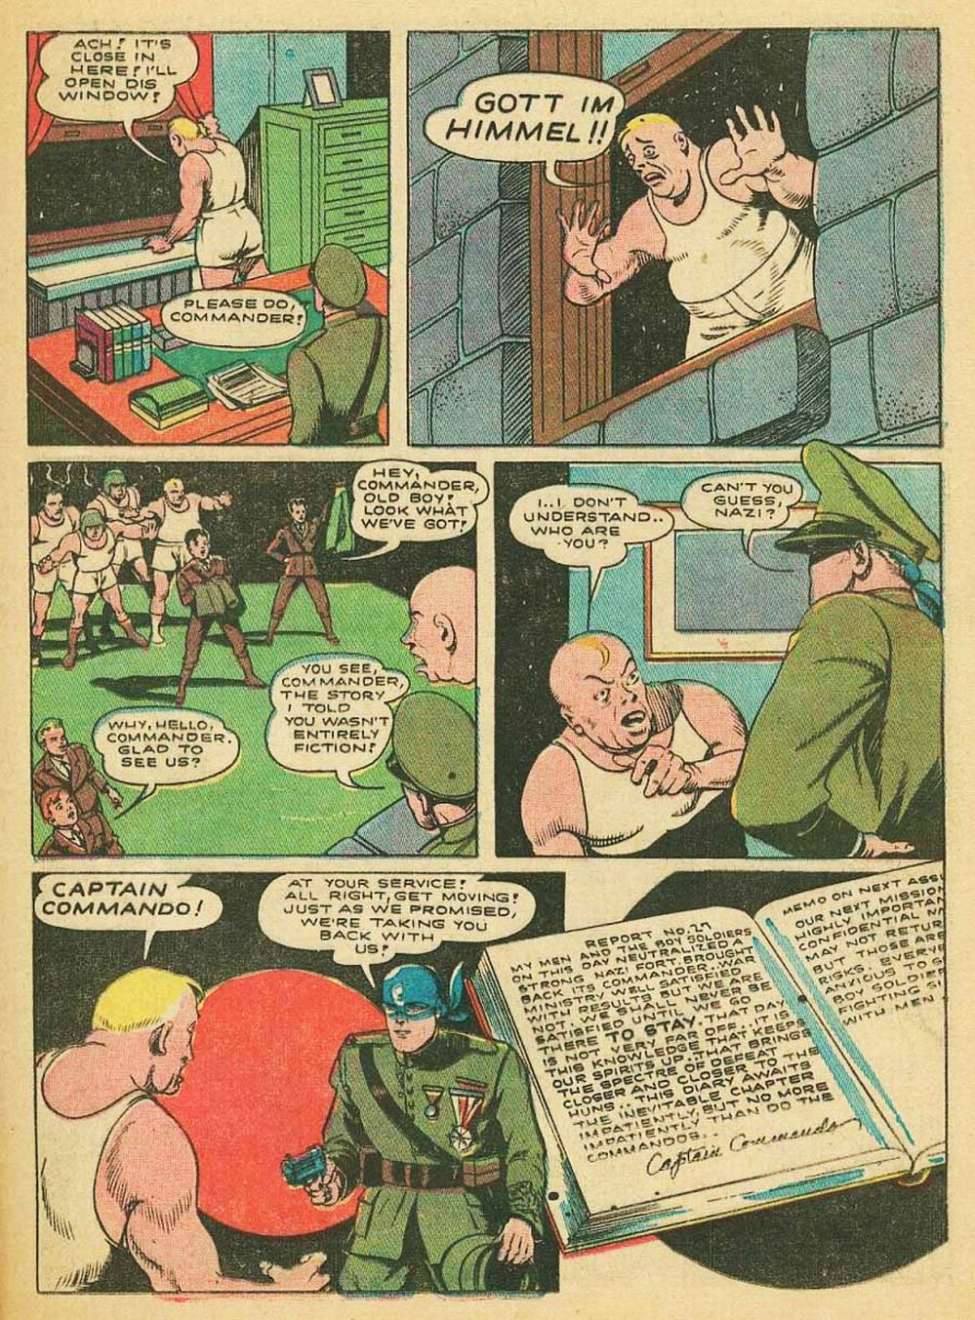 ACH! IT'S
CLOSE IN
HERE! I'LL
OPEN DIS
WINDOW!
PLEASE DO,
COMMANDER!
GOTT IM
HIMMEL!!
HEY,
COMMANDER,
OLD BOY!
LOOK WHAT
WE'VE GOT!
YOU SEE,
COMMANDER,
THE STORY
I TOLD
YOU WASN'T
ENTIRELY
FICTION!
WHY, HELLO,
COMMANDER.
GLAD TO
SEE US?
I..I, DON'T
UNDERSTAND..
WHO ARE
YOU?
CAN'T YOU
GUESS,
NAZI?
CAPTAIN
COMMANDO!
AT YOUR SERVICE!
ALL RIGHT, GET MOVING!
JUST AS WE PROMISED,
WE'RE TAKING YOU
BACK WITH
US!
REPORT NO. 27
MY MEN AND THE BOY SOLDIERS
ON THIS DAY NEUTRALIZED A
STRONG NAZI FORT. BROUGHT
BACK ITS COMMANDER. WAR
MINISTRY WELL SATISFIED
WITH RESULTS BUT WE ARE
NOT. WE SHALL NEVER BE
SATISFIED UNTIL WE GO
THERE TO STAY. THAT DAY
IS NOT VERY FAR OFF.. IT IS
THIS KNOWLEDGE THAT KEEPS
OUR SPIRITS UP.. THAT BRINGS
THE SPECTRE OF DEFEAT
CLOSER AND CLOSER TO THE
HUNS.. THIS DIARY AWAITS
THE INEVITABLE CHAPTER
IMPATIENTLY, BUT NO MORE
IMPATIENTLY THAN DO THE
COMMANDOS..
Captain Commando
MEMO ON NEXT
OUR NEXT MISSION
HIGHLY IMPORTAN
CONFIDENTIAL
MAY NOT RETUR
BUT THOSE ARE
RISKS. EVERY
ANXIOUS TO
BOY SOLDIE
FIGHTING
WITH MEN